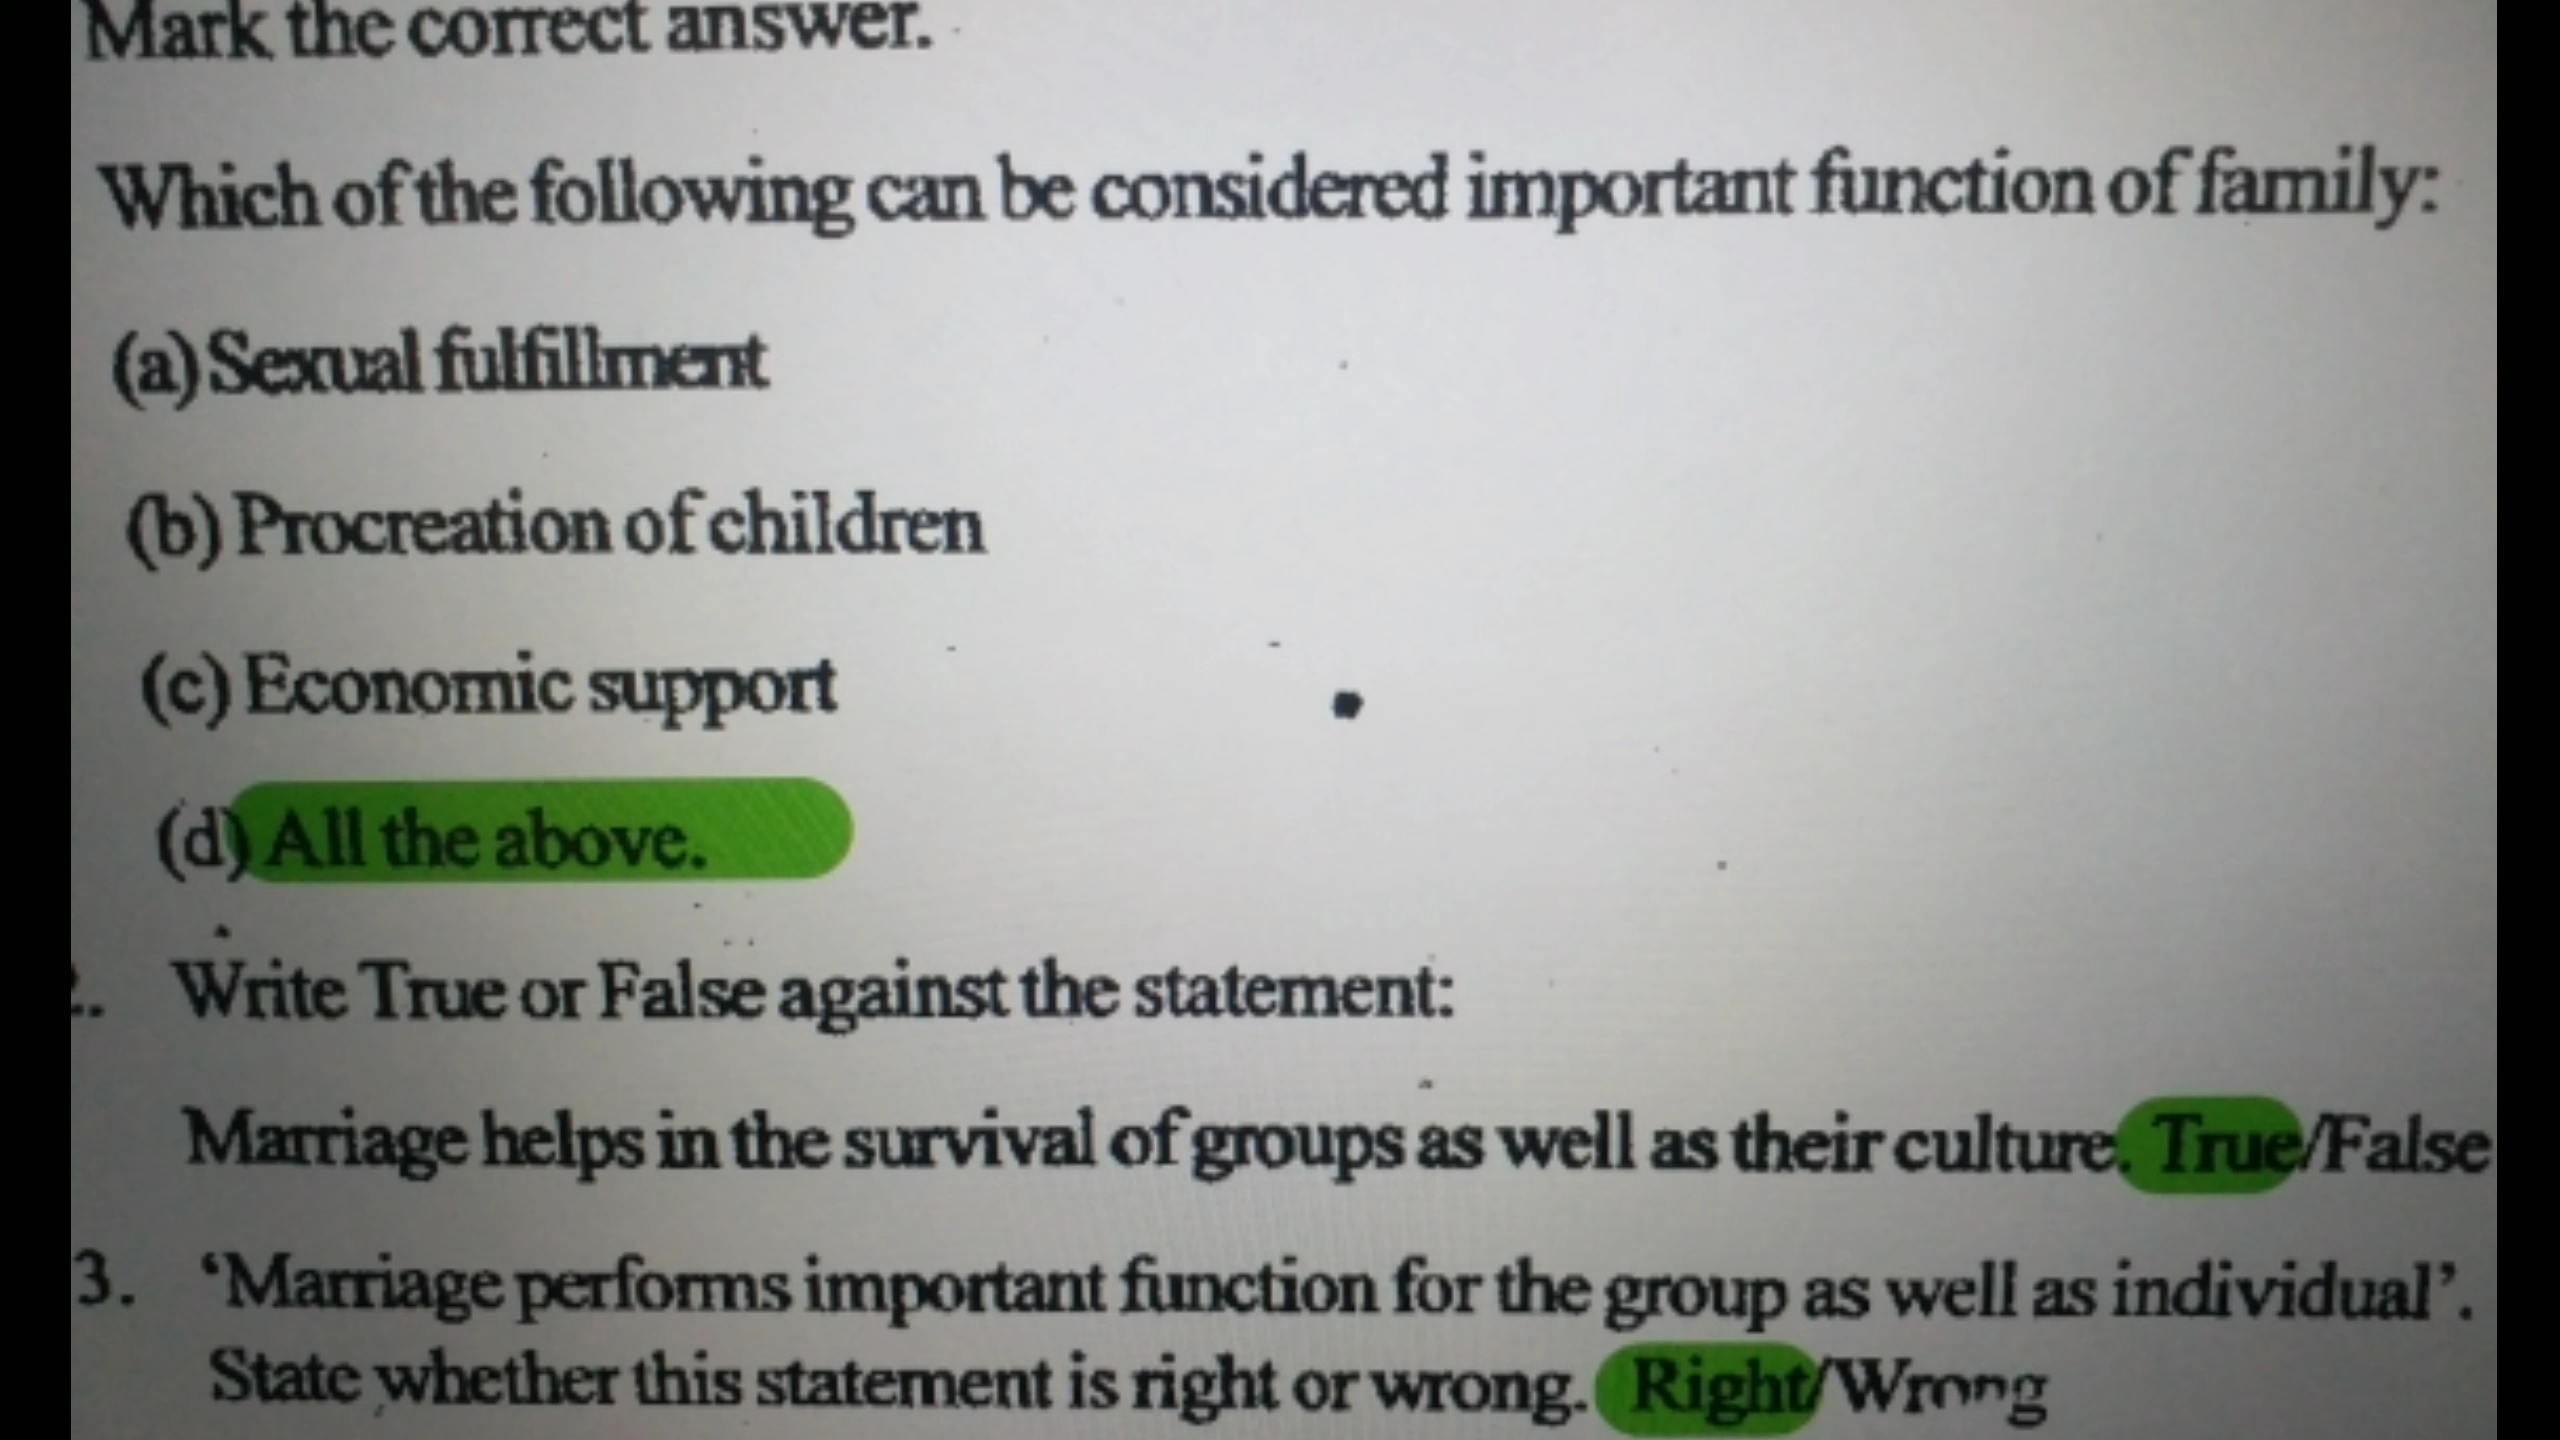 Mark the correct answer.
Which of the following can be considered important function of family:
(a) Sexual fulfillment
(b) Procreation of children
(c) Economic support
(d) All the above.
2. Write True or False against the statement:
Marriage helps in the survival of groups as well as their culture. True/False
3. ‘Marriage performs important function for the group as well as individual’.
State whether this statement is right or wrong. Right/Wrong